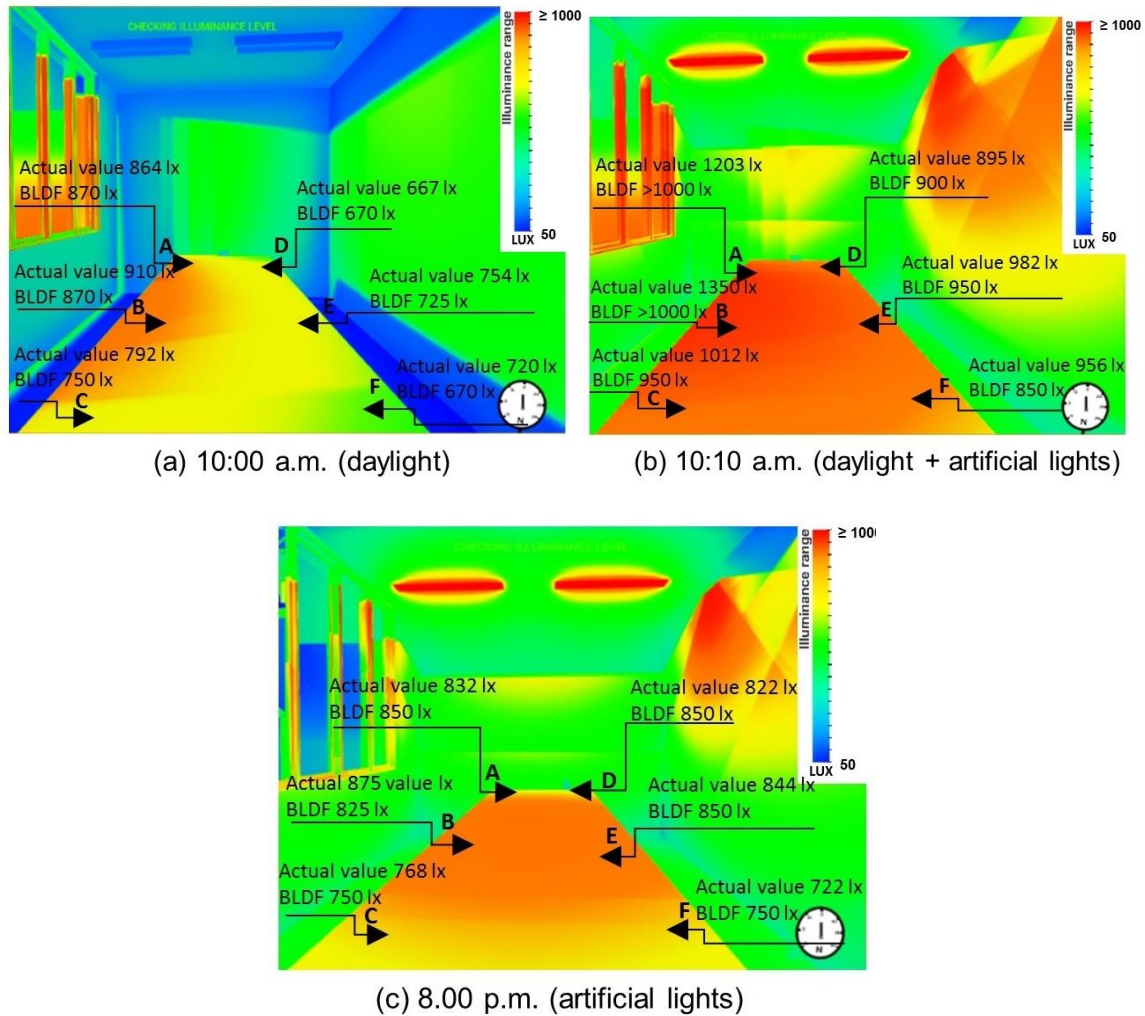 CHECKING ILLUMINANCE LEVEL
Illuminance range
≥ 1000
LUX 50
Actual value 864 lx
BLDF 870 lx
A
Actual value 667 lx
BLDF 670 lx
D
Actual value 910 lx
BLDF 870 lx
B
Actual value 754 lx
BLDF 725 lx
E
Actual value 792 lx
BLDF 750 lx
C
Actual value 720 lx
BLDF 670 lx
F
N
(a) 10:00 a.m. (daylight)
CHECKING ILLUMINANCE LEVEL
Illuminance range
≥ 1000
LUX 50
Actual value 1203 lx
BLDF >1000 lx
A
Actual value 895 lx
BLDF 900 lx
D
Actual value 1350 lx
BLDF >1000 lx
B
Actual value 982 lx
BLDF 950 lx
E
Actual value 1012 lx
BLDF 950 lx
C
Actual value 956 lx
BLDF 850 lx
F
N
(b) 10:10 a.m. (daylight + artificial lights)
CHECKING ILLUMINANCE LEVEL
Illuminance range
≥ 100
LUX 50
Actual value 832 lx
BLDF 850 lx
A
Actual value 822 lx
BLDF 850 lx
D
Actual 875 value lx
BLDF 825 lx
B
Actual value 844 lx
BLDF 850 lx
E
Actual value 768 lx
BLDF 750 lx
C
Actual value 722 lx
BLDF 750 lx
F
N
(c) 8.00 p.m. (artificial lights)